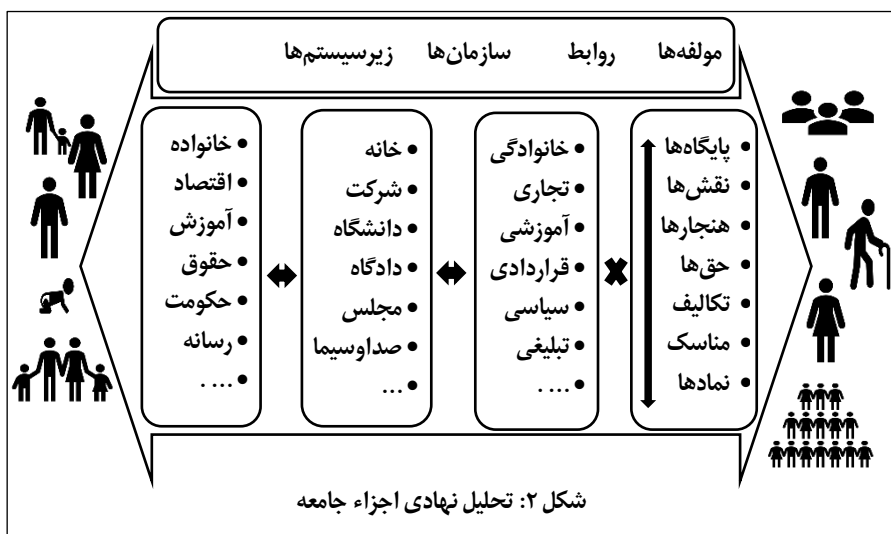 مولفه‌ها روابط سازمان‌ها زیرسیستم‌ها
• پایگاه‌ها
• نقش‌ها
• هنجارها
• حق‌ها
• تکالیف
• مناسک
• نمادها
• خانوادگی
• تجاری
• آموزشی
• قراردادی
• سیاسی
• تبلیغی
• ....
• خانه
• شرکت
• دانشگاه
• دادگاه
• مجلس
• صداوسیما
• ...
• خانواده
• اقتصاد
• آموزش
• حقوق
• حکومت
• رسانه
• ....
شکل ۲: تحلیل نهادی اجزاء جامعه